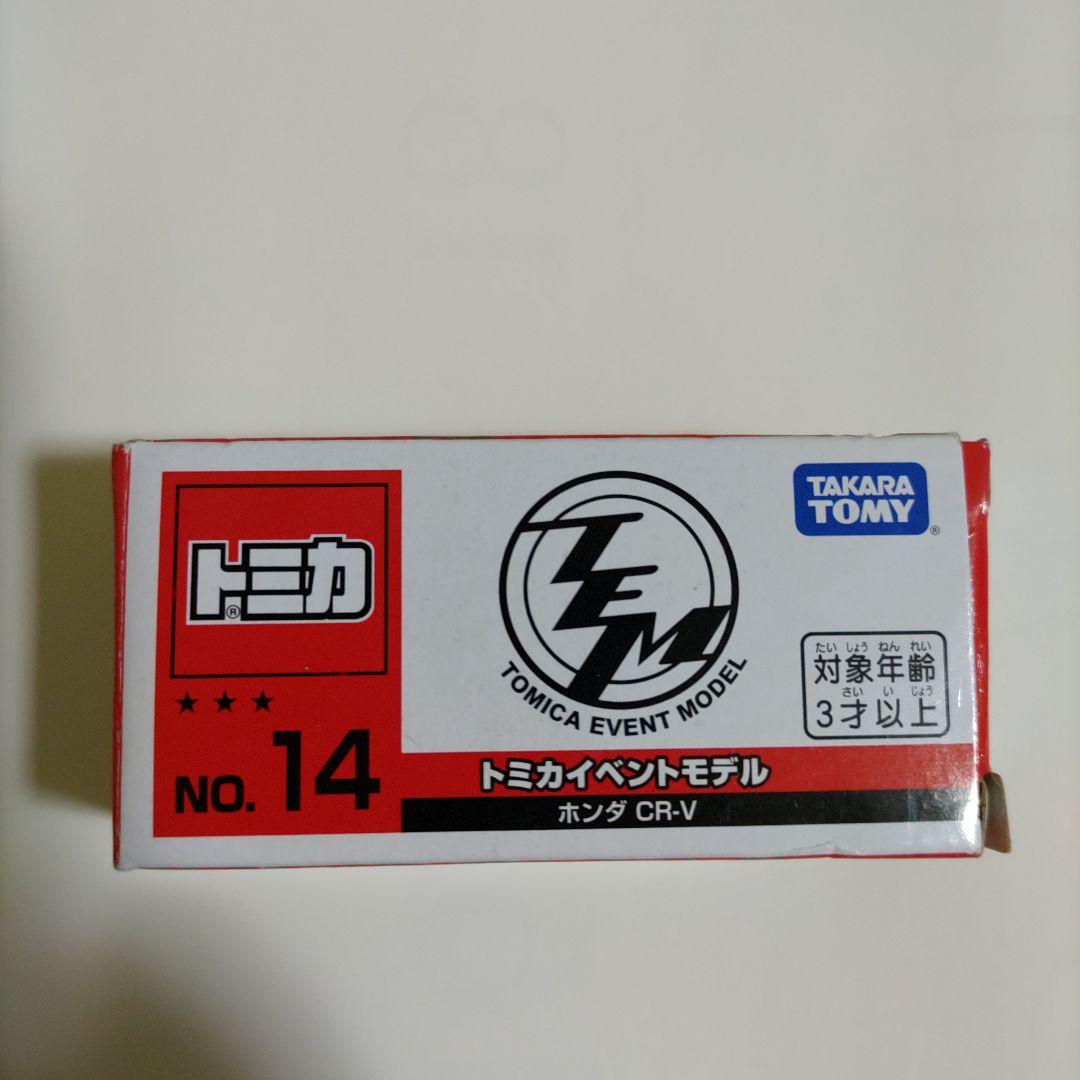 トミカ®
★★★
NO. 14
TEM
TOMICA EVENT MODEL
トミカイベントモデル
ホンダ CR-V
TAKARA
TOMY®
たいしょうねんれい
対象年齢
さいいじょう
3才以上